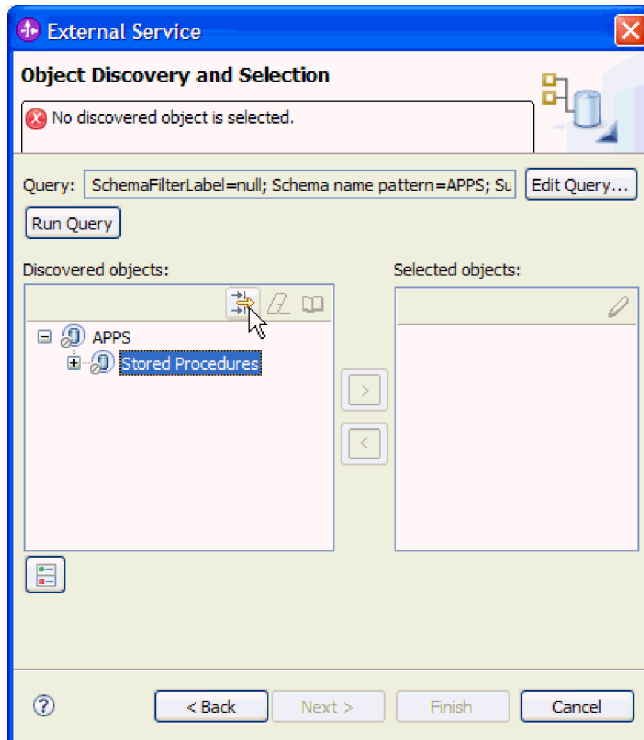 External Service
Object Discovery and Selection
No discovered object is selected.
Query: SchemaFilterLabel=null; Schema name pattern=APPS; Su Edit Query...
Run Query
Discovered objects: Selected objects:
APPS
Stored Procedures
>
<
? < Back Next > Finish Cancel